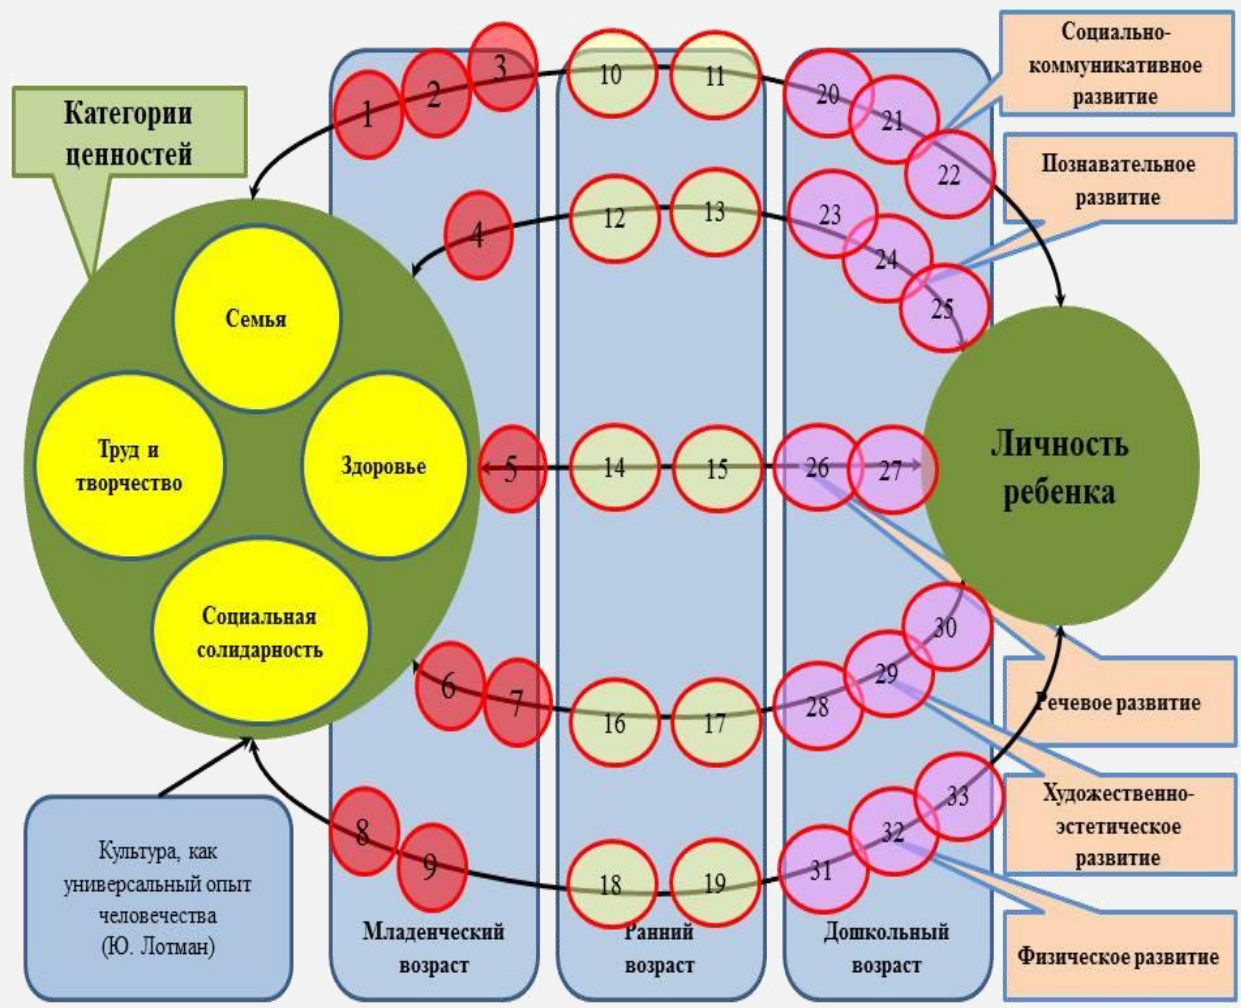 Категории
ценностей
Семья
Труд и
творчество
Здоровье
Социальная
солидарность
Культура, как
универсальный опыт
человечества
(Ю. Лотман)
1
2
3
4
5
6
7
8
9
Младенческий
возраст
10
11
12
13
14
15
16
17
18
19
Ранний
возраст
20
21
22
23
24
25
26
27
28
29
30
31
32
33
Дошкольный
возраст
Социально-
коммуникативное
развитие
Познавательное
развитие
Личность
ребенка
Речевое развитие
Художественно-
эстетическое
развитие
Физическое развитие